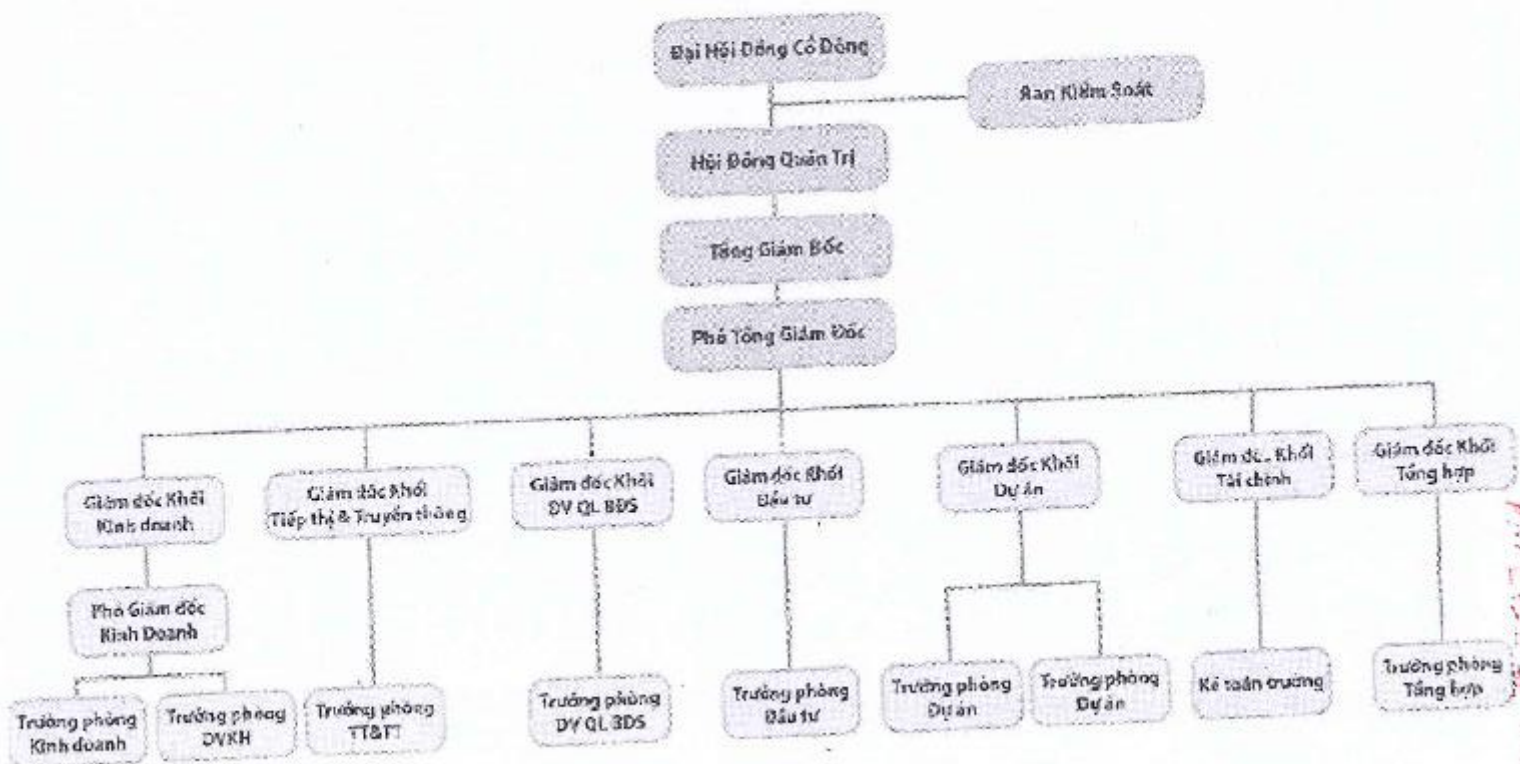 Đại Hội Đồng Cổ Đông
Ban Kiểm Soát
Hội Đồng Quản Trị
Tổng Giám Đốc
Phó Tổng Giám Đốc
Giám đốc Khối
Kinh doanh
Giám đốc Khối
Tiếp thị & Truyền thông
Giám đốc Khối
DV QL BĐS
Giám đốc Khối
Đầu tư
Giám đốc Khối
Dự án
Giám đốc Khối
Tài chính
Giám đốc Khối
Tổng hợp
Phó Giám đốc
Kinh Doanh
Trưởng phòng
Kinh doanh
Trưởng phòng
DVKH
Trưởng phòng
TT&TT
Trưởng phòng
DV QL BDS
Trưởng phòng
Đầu tư
Trưởng phòng
Dự án
Trưởng phòng
Dự án
Kế toán trưởng
Trưởng phòng
Tổng hợp